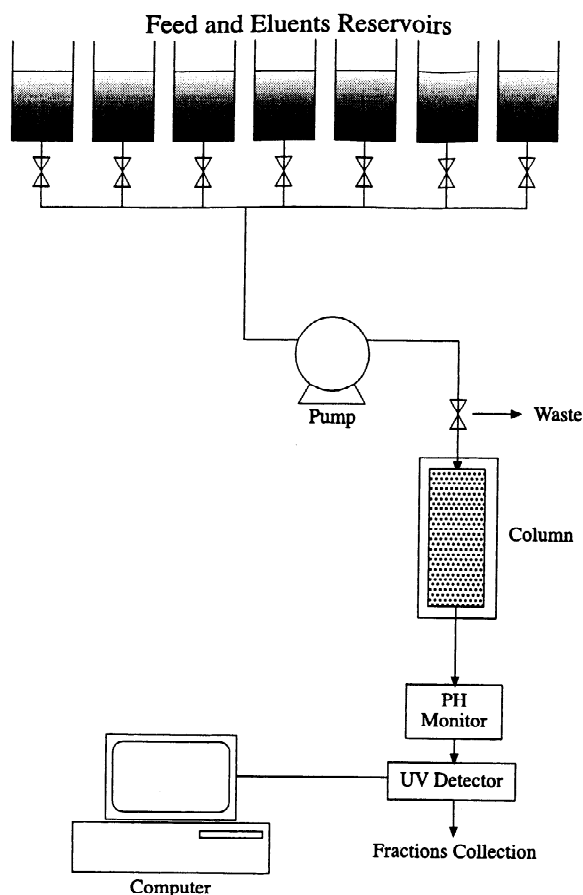 Feed and Eluents Reservoirs
Pump
Waste
Column
PH
Monitor
UV Detector
Fractions Collection
Computer